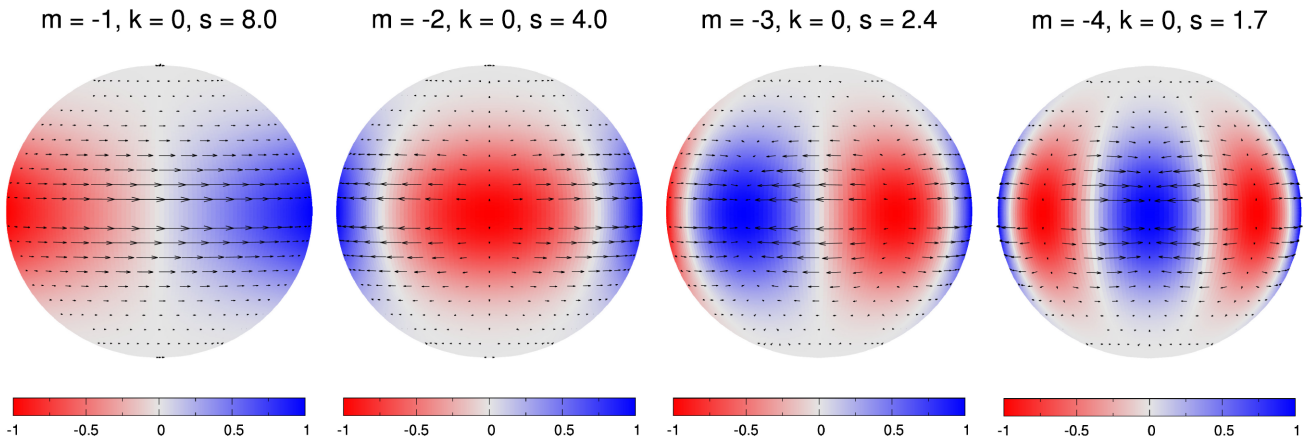 m = -1, k = 0, s = 8.0
m = -2, k = 0, s = 4.0
m = -3, k = 0, s = 2.4
m = -4, k = 0, s = 1.7
-1 -0.5 0 0.5 1
-1 -0.5 0 0.5 1
-1 -0.5 0 0.5 1
-1 -0.5 0 0.5 1